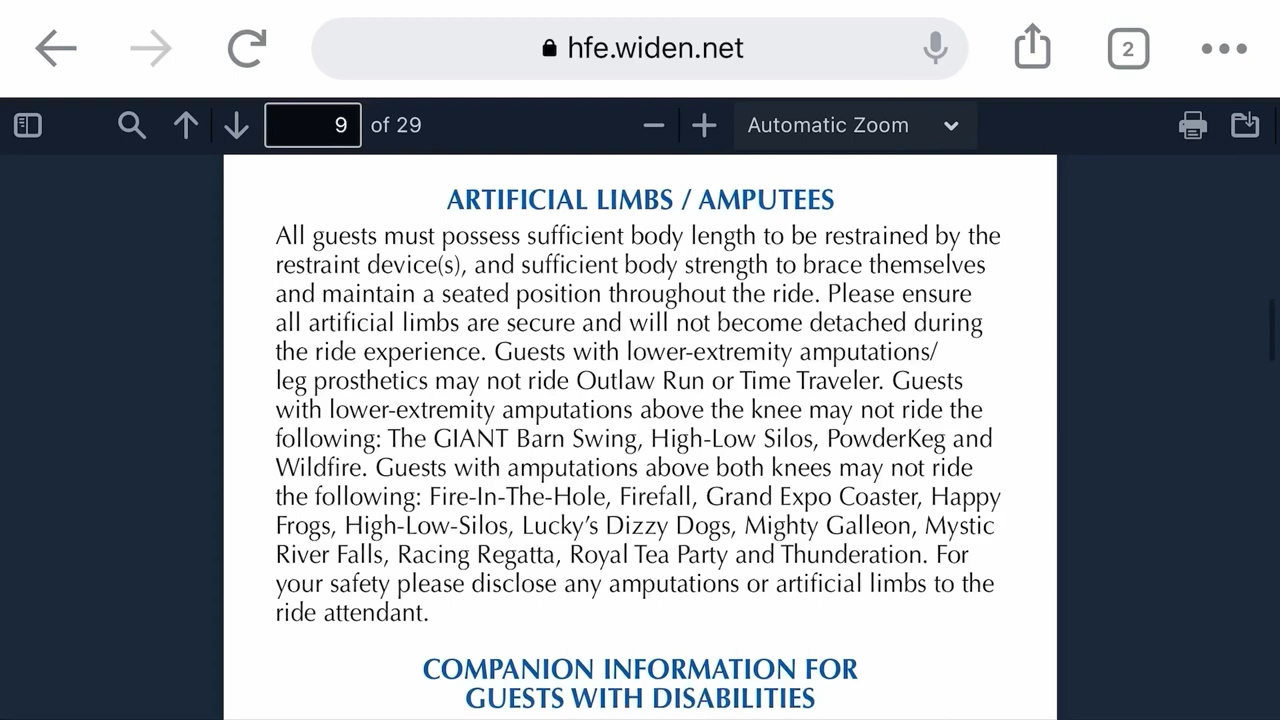 hfe.widen.net
2
9 of 29
Automatic Zoom
ARTIFICIAL LIMBS / AMPUTEES
All guests must possess sufficient body length to be restrained by the
restraint device(s), and sufficient body strength to brace themselves
and maintain a seated position throughout the ride. Please ensure
all artificial limbs are secure and will not become detached during
the ride experience. Guests with lower-extremity amputations/
leg prosthetics may not ride Outlaw Run or Time Traveler. Guests
with lower-extremity amputations above the knee may not ride the
following: The GIANT Barn Swing, High-Low Silos, PowderKeg and
Wildfire. Guests with amputations above both knees may not ride
the following: Fire-In-The-Hole, Firefall, Grand Expo Coaster, Happy
Frogs, High-Low-Silos, Lucky’s Dizzy Dogs, Mighty Galleon, Mystic
River Falls, Racing Regatta, Royal Tea Party and Thunderation. For
your safety please disclose any amputations or artificial limbs to the
ride attendant.
COMPANION INFORMATION FOR
GUESTS WITH DISABILITIES